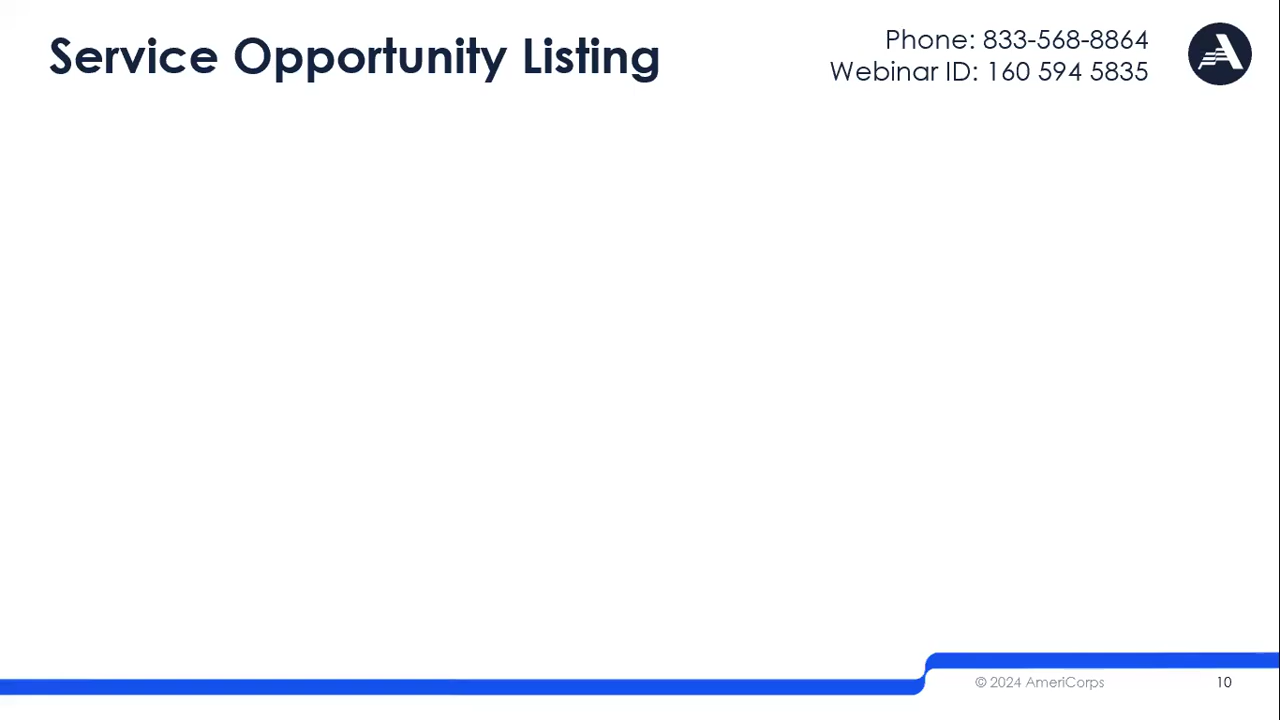 Service Opportunity Listing
Phone: 833-568-8864
Webinar ID: 160 594 5835
© 2024 AmeriCorps
10